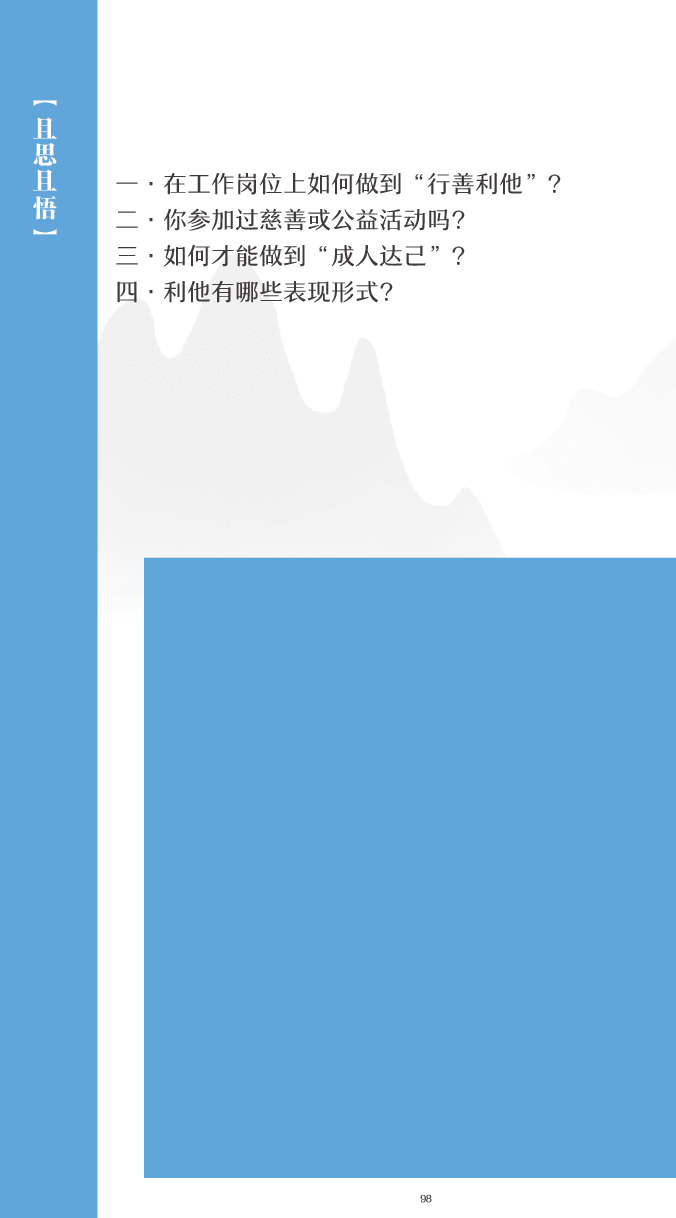 【且思且悟】
一·在工作岗位上如何做到“行善利他”？
二·你参加过慈善或公益活动吗？
三·如何才能做到“成人达己”？
四·利他有哪些表现形式？
98